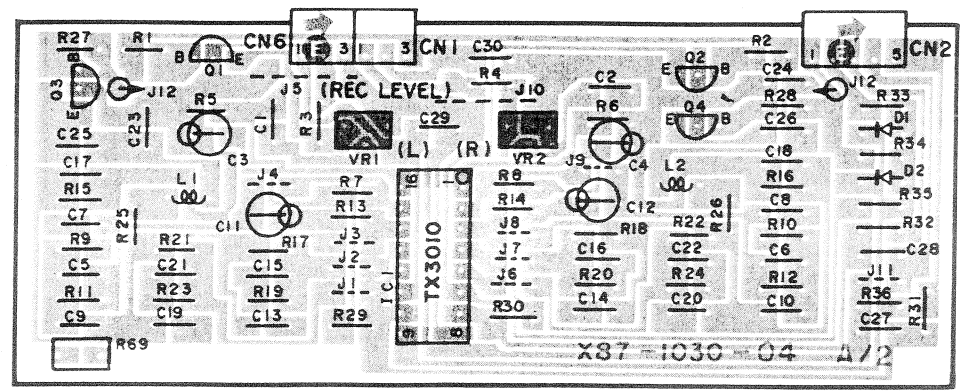 R27 R1 B E CN6 1 3 1 3 CN1 C30 Q2 R2 1 5 CN2
B Q1 R4 E B C24
Q3 J12 J5 (REC LEVEL) J10 C2 J12
E R5 R6 Q4 R28 R33
C25 C23 C1 R3 C29 E B C26 D1
C3 VR1 (L) (R) VR2 J9 C4 C18 R34
C17 L1 J4 R7 16 1 R8 L2 R16 D2
R15 R13 R14 C12 R26 C8 R35
C7 R25 C11 J3 J8 R18 R22 R10 R32
R9 R21 R17 J2 TX3010 J7 C16 C22 C6 C28
C5 C21 C15 J1 IC1 J6 R20 R24 R12 J11
R11 R23 R19 R30 C14 C20 C10 R36 R31
C9 C19 C13 R29 9 8 C27
R69 X87-1030-04 A/2